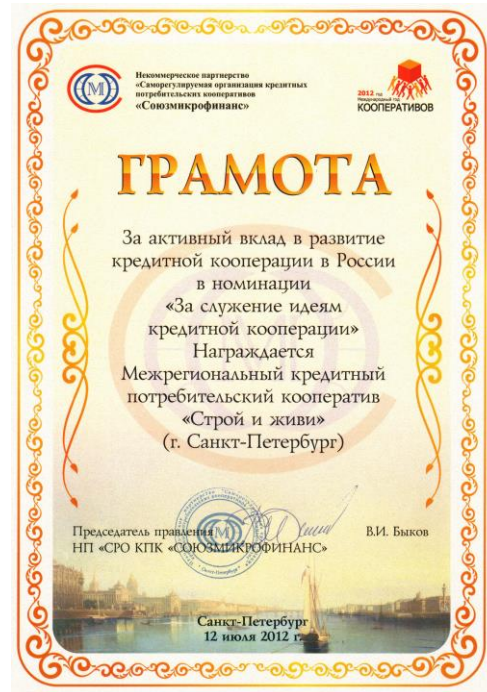 Некоммерческое партнерство
«Саморегулируемая организация кредитных
потребительских кооперативов
«Союзмикрофинанс»
2012 год
Международный год
КООПЕРАТИВОВ
ГРАМОТА
За активный вклад в развитие
кредитной кооперации в России
в номинации
«За служение идеям
кредитной кооперации»
Награждается
Межрегиональный кредитный
потребительский кооператив
«Строй и живи»
(г. Санкт-Петербург)
Председатель правления
В.И. Быков
НП «СРО КПК «СОЮЗМИКРОФИНАНС»
Санкт-Петербург
12 июля 2012 г.